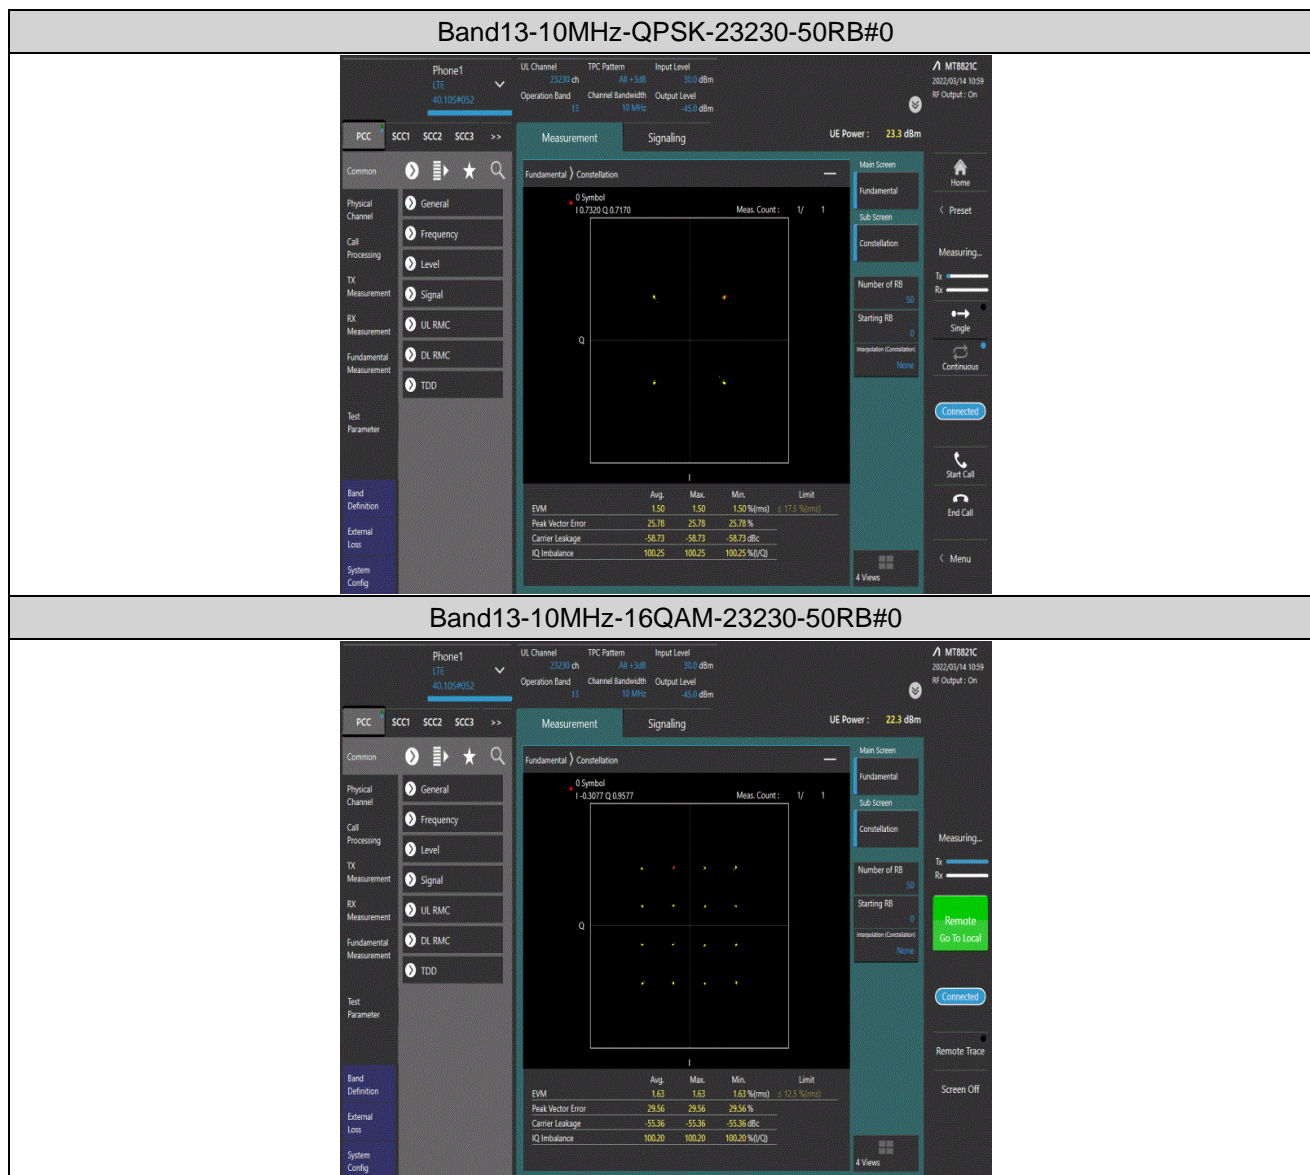 Band13-10MHz-QPSK-23230-50RB#0
Phone1
LTE
40.10S#052
UL Channel TPC Pattern Input Level
23230 ch All +3dB 30.0 dBm
Operation Band Channel Bandwidth Output Level
13 10 MHz -45.0 dBm
MT8821C
2022/03/14 10:59
RF Output : On
PCC SCC1 SCC2 SCC3 >>
Measurement Signaling
UE Power : 23.3 dBm
Common
Physical Channel
Call Processing
TX Measurement
RX Measurement
Fundamental Measurement
Test Parameter
Band Definition
External Loss
System Config
General
Frequency
Level
Signal
UL RMC
DL RMC
TDD
Fundamental ⟩ Constellation
0 Symbol
I 0.7320 Q 0.7170 Meas. Count : 1/ 1
Q
I
Avg. Max. Min. Limit
EVM 1.50 1.50 1.50 %(rms) ≤ 17.5 %(rms)
Peak Vector Error 25.78 25.78 25.78 %
Carrier Leakage -58.73 -58.73 -58.73 dBc
IQ Imbalance 100.25 100.25 100.25 %(I/Q)
Main Screen
Fundamental
Sub Screen
Constellation
Number of RB
50
Starting RB
0
Interpolation (Constellation)
None
4 Views
Home
< Preset
Measuring...
Tx
Rx
Single
Continuous
Connected
Start Call
End Call
< Menu
Band13-10MHz-16QAM-23230-50RB#0
Phone1
LTE
40.10S#052
UL Channel TPC Pattern Input Level
23230 ch All +3dB 30.0 dBm
Operation Band Channel Bandwidth Output Level
13 10 MHz -45.0 dBm
MT8821C
2022/03/14 10:59
RF Output : On
PCC SCC1 SCC2 SCC3 >>
Measurement Signaling
UE Power : 22.3 dBm
Common
Physical Channel
Call Processing
TX Measurement
RX Measurement
Fundamental Measurement
Test Parameter
Band Definition
External Loss
System Config
General
Frequency
Level
Signal
UL RMC
DL RMC
TDD
Fundamental ⟩ Constellation
0 Symbol
I -0.3077 Q 0.9577 Meas. Count : 1/ 1
Q
I
Avg. Max. Min. Limit
EVM 1.63 1.63 1.63 %(rms) ≤ 12.5 %(rms)
Peak Vector Error 29.56 29.56 29.56 %
Carrier Leakage -55.36 -55.36 -55.36 dBc
IQ Imbalance 100.20 100.20 100.20 %(I/Q)
Main Screen
Fundamental
Sub Screen
Constellation
Number of RB
50
Starting RB
0
Interpolation (Constellation)
None
4 Views
Measuring...
Tx
Rx
Remote
Go To Local
Connected
Remote Trace
Screen Off